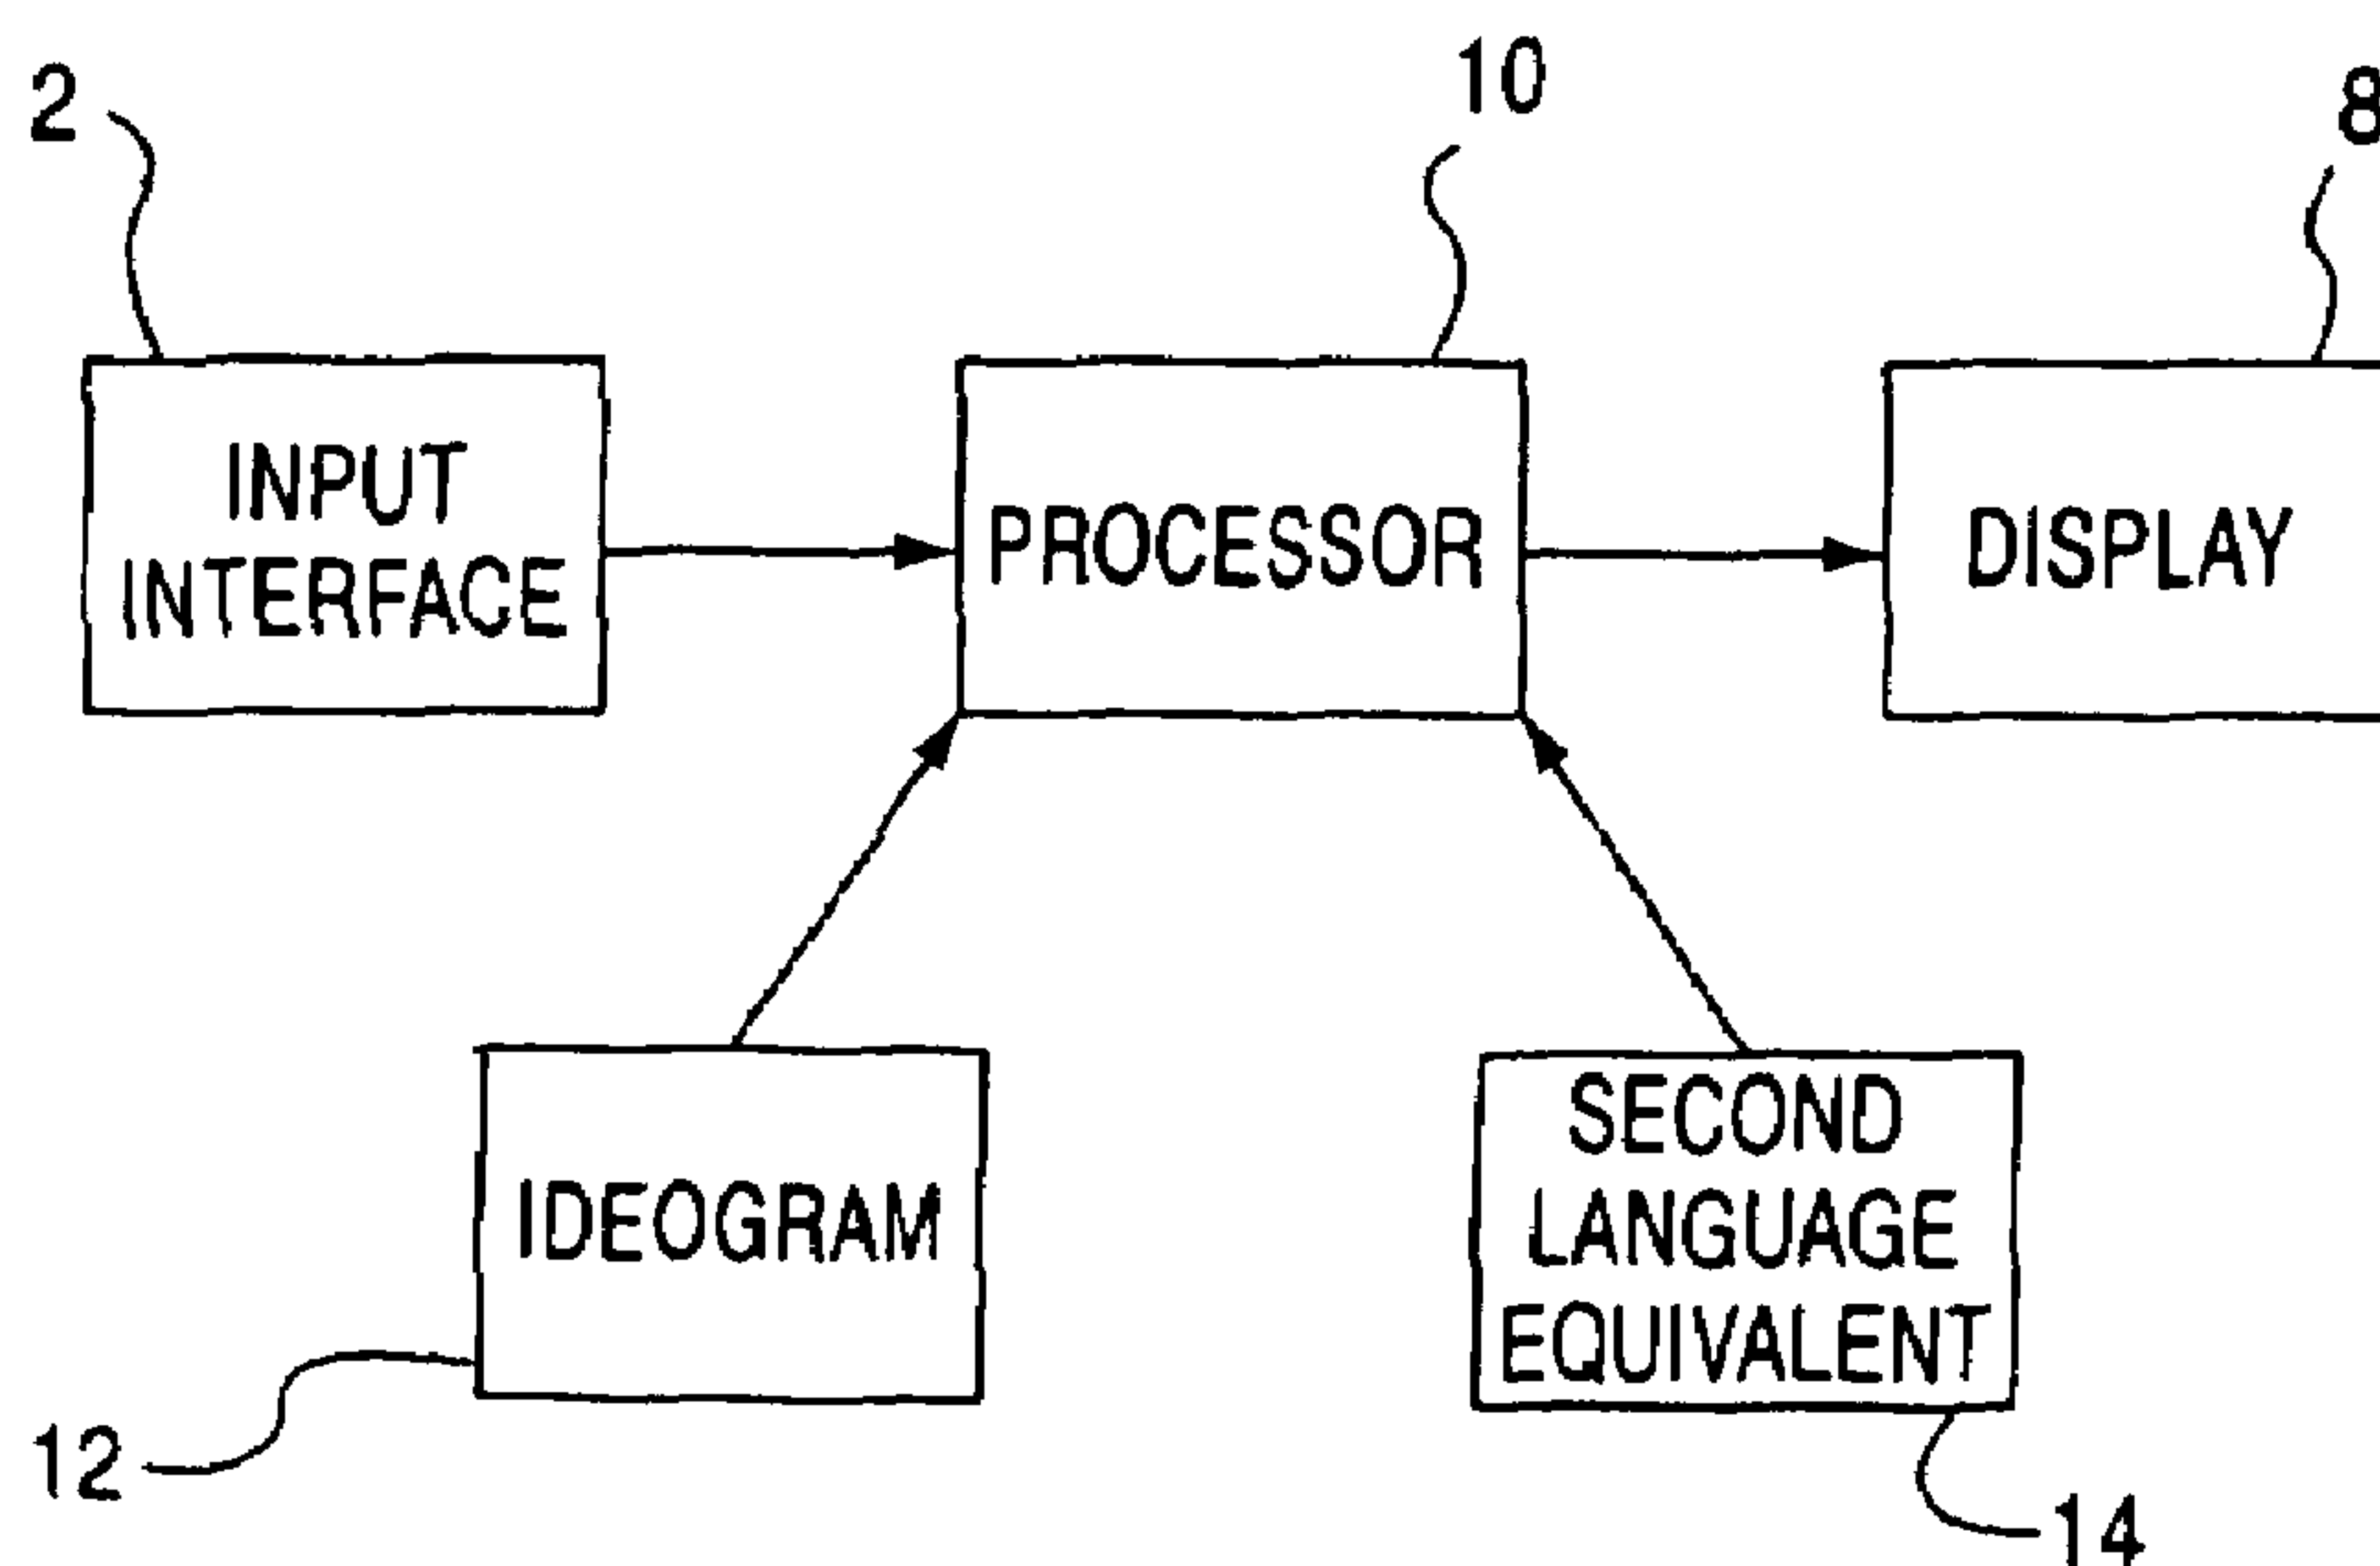 2
10
8
INPUT
INTERFACE
PROCESSOR
DISPLAY
IDEOGRAM
SECOND
LANGUAGE
EQUIVALENT
12
14